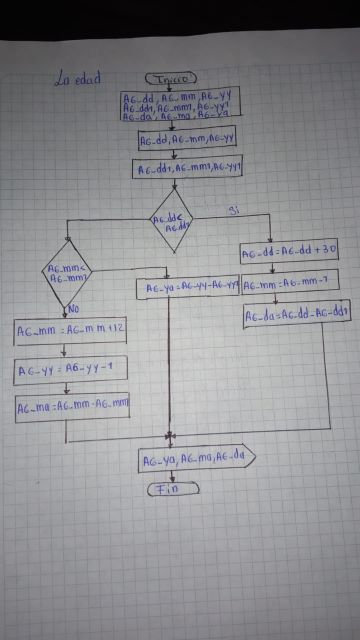 La edad
Inicio
AG_dd, AG_mm, AG_yy
AG_dd1, AG_mm1, AG_yy1
AG_da, AG_ma, AG_ya
AG_dd, AG_mm, AG_yy
AG_dd1, AG_mm1, AG_yy1
AG_dd<
AG_dd1
Si
AG_mm<
AG_mm1
No
AG_dd=AG_dd+30
AG_ya=AG_yy-AG_yy1
AG_mm=AG_mm-1
AG_mm=AG_mm+12
AG_da=AG_dd-AG_dd1
AG_yy=AG_yy-1
AG_ma=AG_mm-AG_mm1
AG_ya, AG_ma, AG_da
Fin